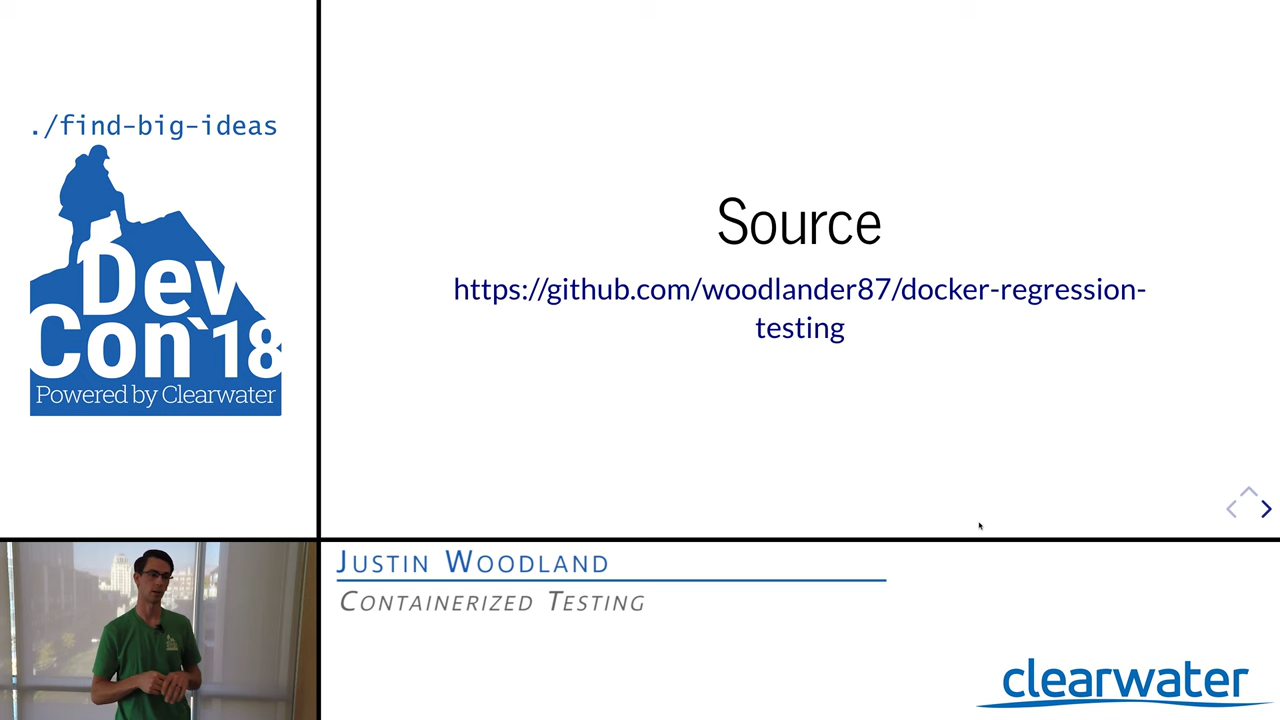 ./find-big-ideas
Dev
Con`18
Powered by Clearwater
Source
https://github.com/woodlander87/docker-regression-
testing
JUSTIN WOODLAND
CONTAINERIZED TESTING
clearwater